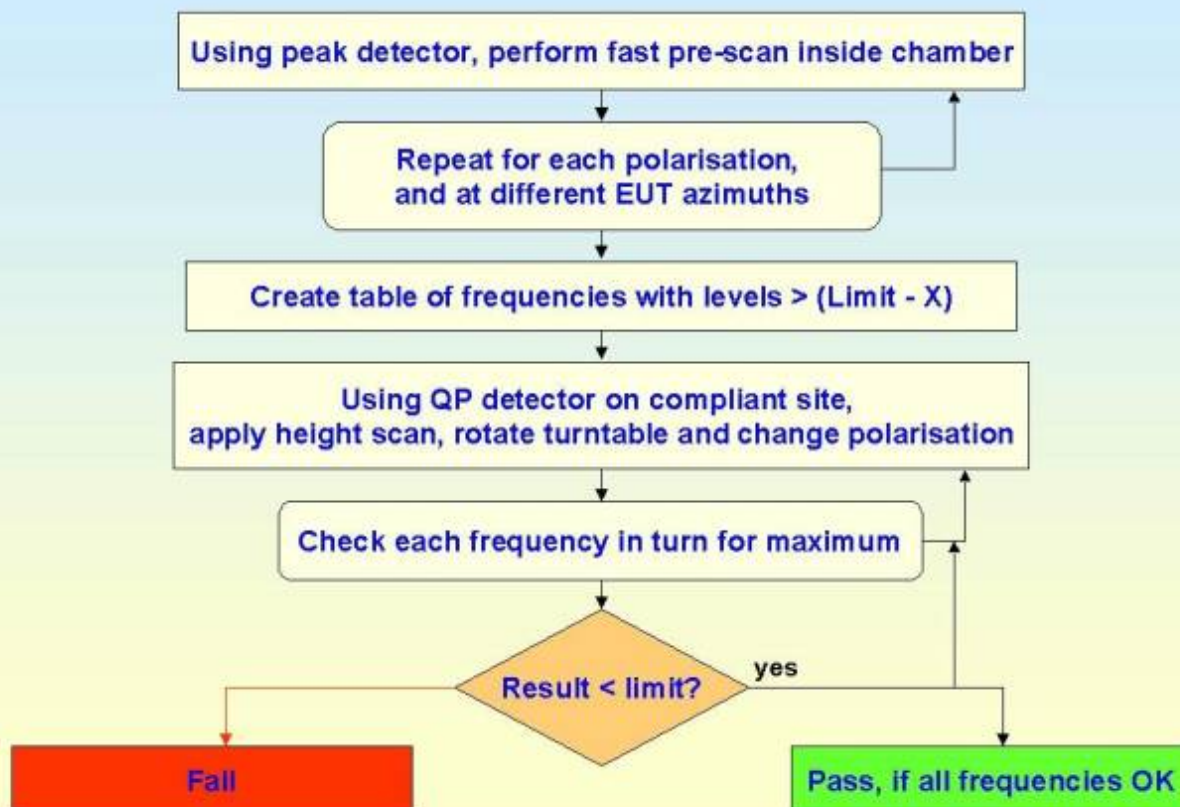 Using peak detector, perform fast pre-scan inside chamber
Repeat for each polarisation,
and at different EUT azimuths
Create table of frequencies with levels > (Limit - X)
Using QP detector on compliant site,
apply height scan, rotate turntable and change polarisation
Check each frequency in turn for maximum
Result < limit?
yes
Fail
Pass, if all frequencies OK